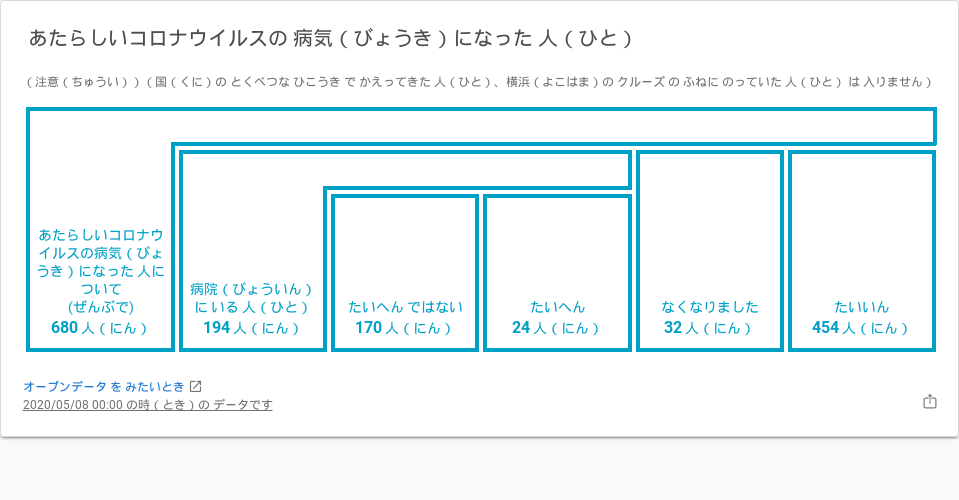 あたらしいコロナウイルスの 病気 ( びょうき ) になった 人 ( ひと )
( 注意 ( ちゅうい ) ) ( 国 ( くに ) の とくべつな ひこうき で かえってきた 人 ( ひと ) 、横浜 ( よこはま ) の クルーズ の ふねに のっていた 人 ( ひと ) は 入りません )
あたらしいコロナウ
イルスの病気 ( びょ
うき ) になった 人に
ついて
(ぜんぶで)
680 人 ( にん )
病院 ( びょういん )
に いる 人 ( ひと )
194 人 ( にん )
たいへん ではない
170 人 ( にん )
たいへん
24 人 ( にん )
なくなりました
32 人 ( にん )
たいいん
454 人 ( にん )
オープンデータ を みたいとき
2020/05/08 00:00 の時 ( とき ) の データです